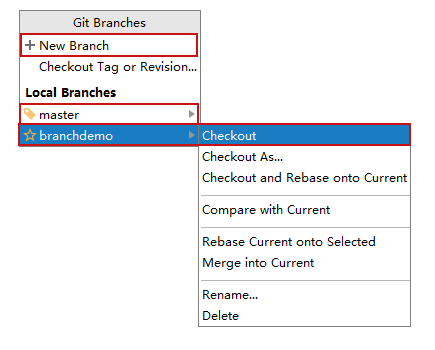 Git Branches
+ New Branch
Checkout Tag or Revision...
Local Branches
master
branchdemo
Checkout
Checkout As...
Checkout and Rebase onto Current
Compare with Current
Rebase Current onto Selected
Merge into Current
Rename...
Delete